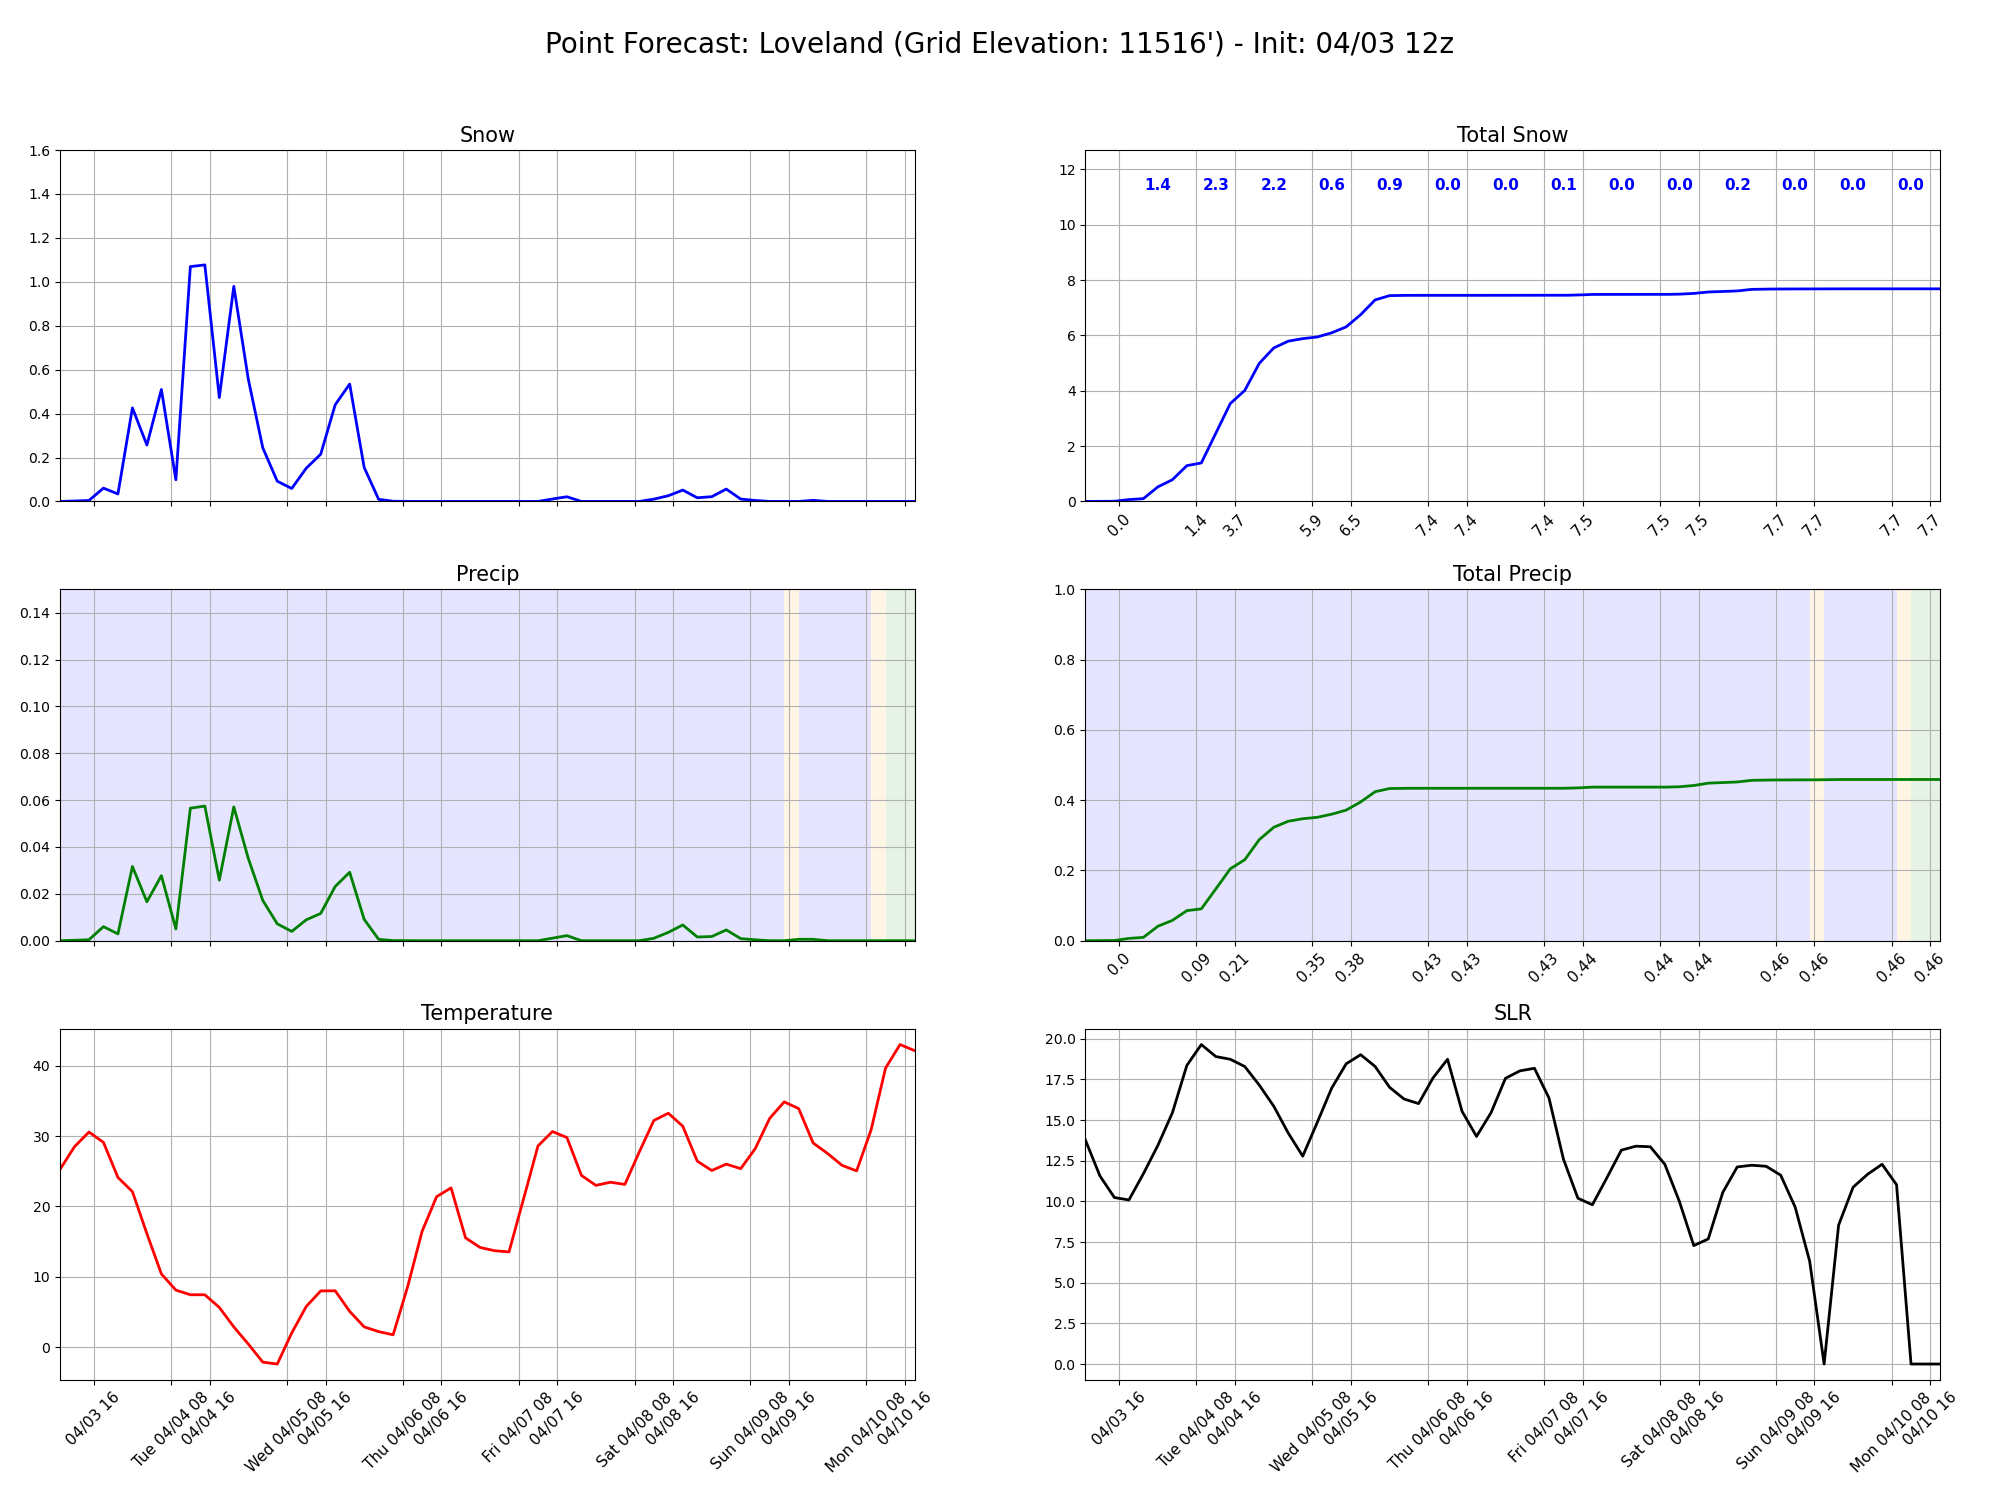 Point Forecast: Loveland (Grid Elevation: 11516') - Init: 04/03 12z
Snow
1.6
1.4
1.2
1.0
0.8
0.6
0.4
0.2
0.0
Total Snow
12
10
8
6
4
2
0
1.4 2.3 2.2 0.6 0.9 0.0 0.0 0.1 0.0 0.0 0.2 0.0 0.0 0.0
0.0 1.4 3.7 5.9 6.5 7.4 7.4 7.4 7.5 7.5 7.5 7.7 7.7 7.7 7.7
Precip
0.14
0.12
0.10
0.08
0.06
0.04
0.02
0.00
Total Precip
1.0
0.8
0.6
0.4
0.2
0.0
0.0 0.09 0.21 0.35 0.38 0.43 0.43 0.43 0.44 0.44 0.44 0.46 0.46 0.46 0.46
Temperature
40
30
20
10
0
04/03 16
Tue 04/04 08
04/04 16
Wed 04/05 08
04/05 16
Thu 04/06 08
04/06 16
Fri 04/07 08
04/07 16
Sat 04/08 08
04/08 16
Sun 04/09 08
04/09 16
Mon 04/10 08
04/10 16
SLR
20.0
17.5
15.0
12.5
10.0
7.5
5.0
2.5
0.0
04/03 16
Tue 04/04 08
04/04 16
Wed 04/05 08
04/05 16
Thu 04/06 08
04/06 16
Fri 04/07 08
04/07 16
Sat 04/08 08
04/08 16
Sun 04/09 08
04/09 16
Mon 04/10 08
04/10 16